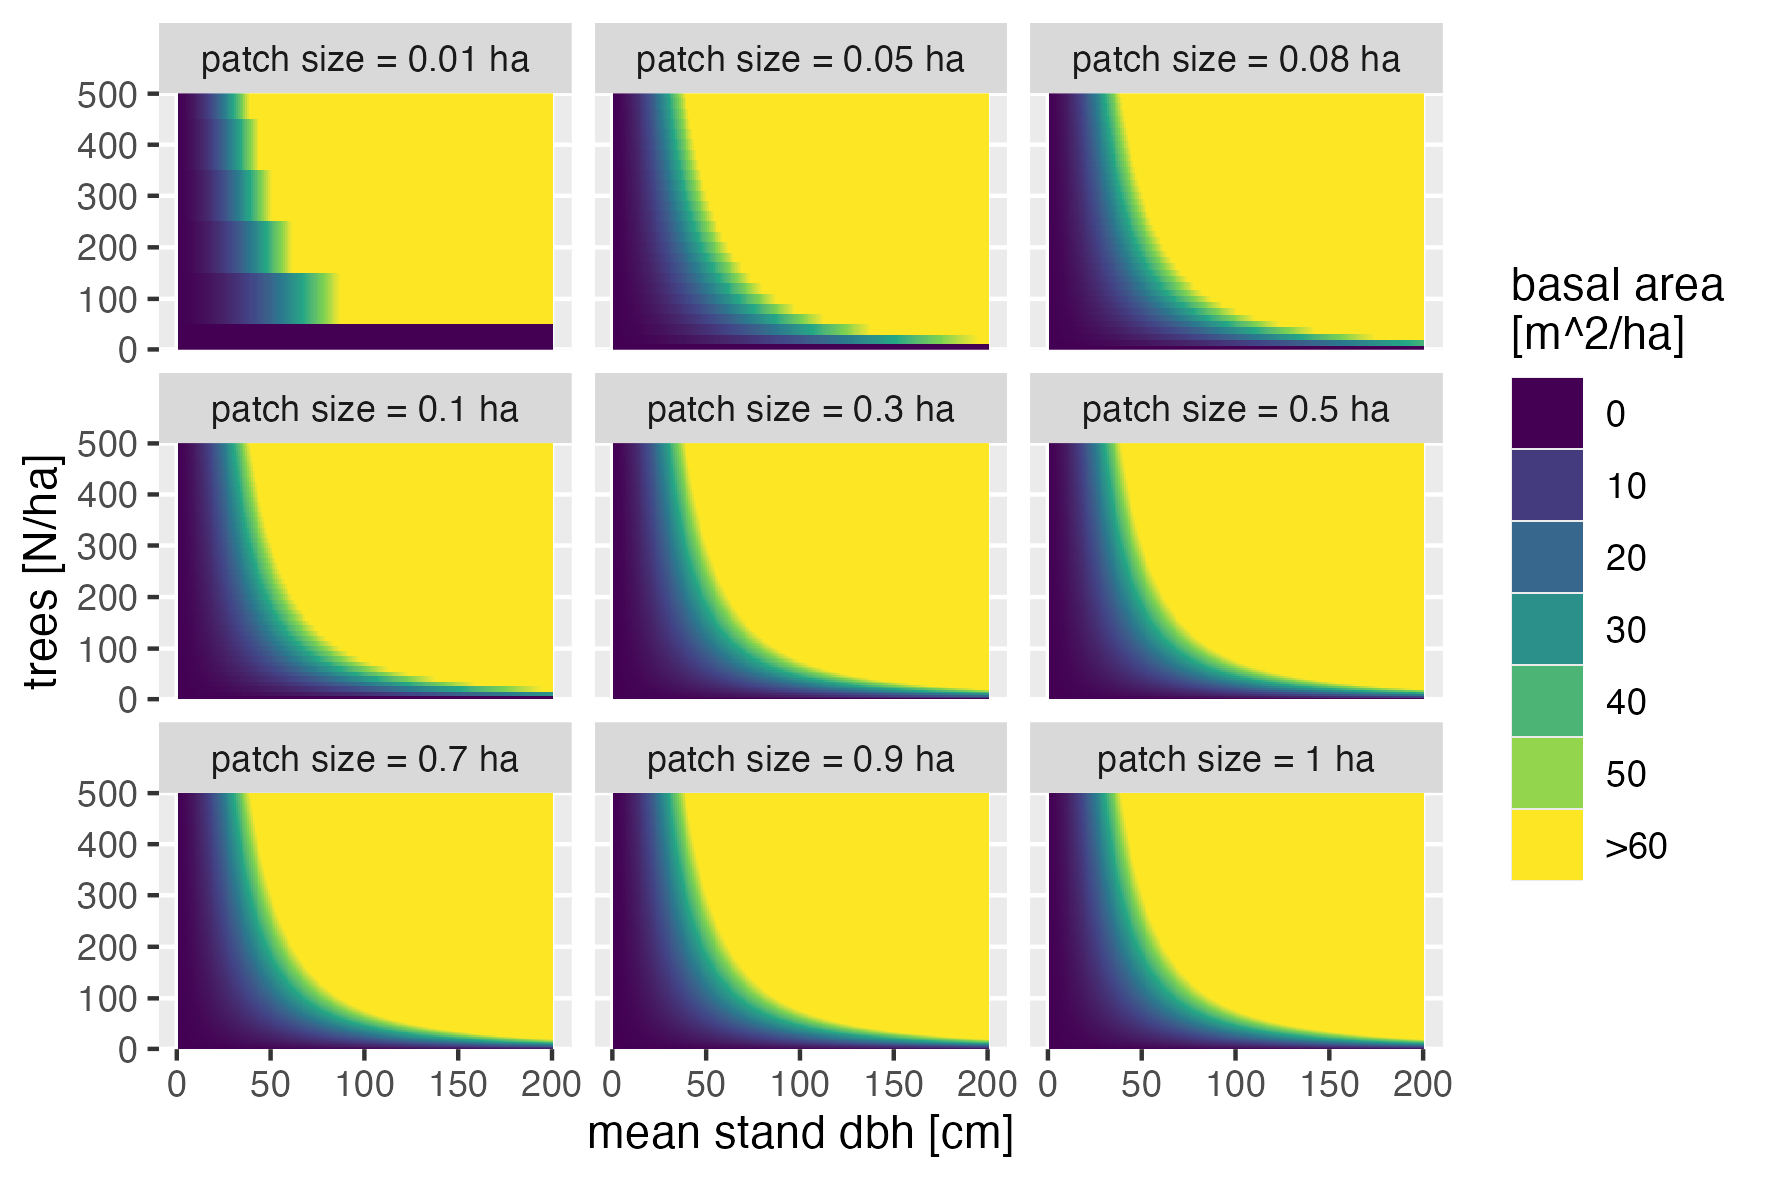 patch size = 0.01 ha
patch size = 0.05 ha
patch size = 0.08 ha
500
400
300
200
100
0
patch size = 0.1 ha
patch size = 0.3 ha
patch size = 0.5 ha
500
400
300
200
100
0
patch size = 0.7 ha
patch size = 0.9 ha
patch size = 1 ha
500
400
300
200
100
0
0 50 100 150 200
0 50 100 150 200
0 50 100 150 200
mean stand dbh [cm]
trees [N/ha]
basal area
[m^2/ha]
0
10
20
30
40
50
>60